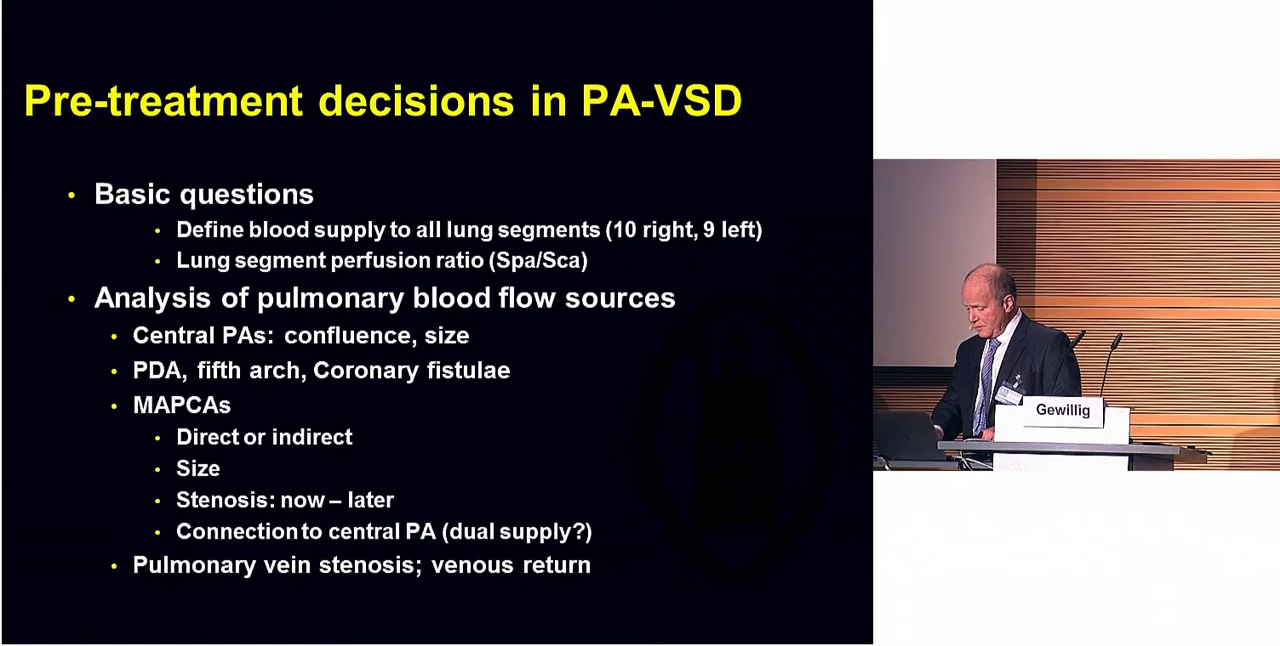 Pre-treatment decisions in PA-VSD
• Basic questions
• Define blood supply to all lung segments (10 right, 9 left)
• Lung segment perfusion ratio (Spa/Sca)
• Analysis of pulmonary blood flow sources
• Central PAs: confluence, size
• PDA, fifth arch, Coronary fistulae
• MAPCAs
• Direct or indirect
• Size
• Stenosis: now – later
• Connection to central PA (dual supply?)
• Pulmonary vein stenosis; venous return
Gewillig